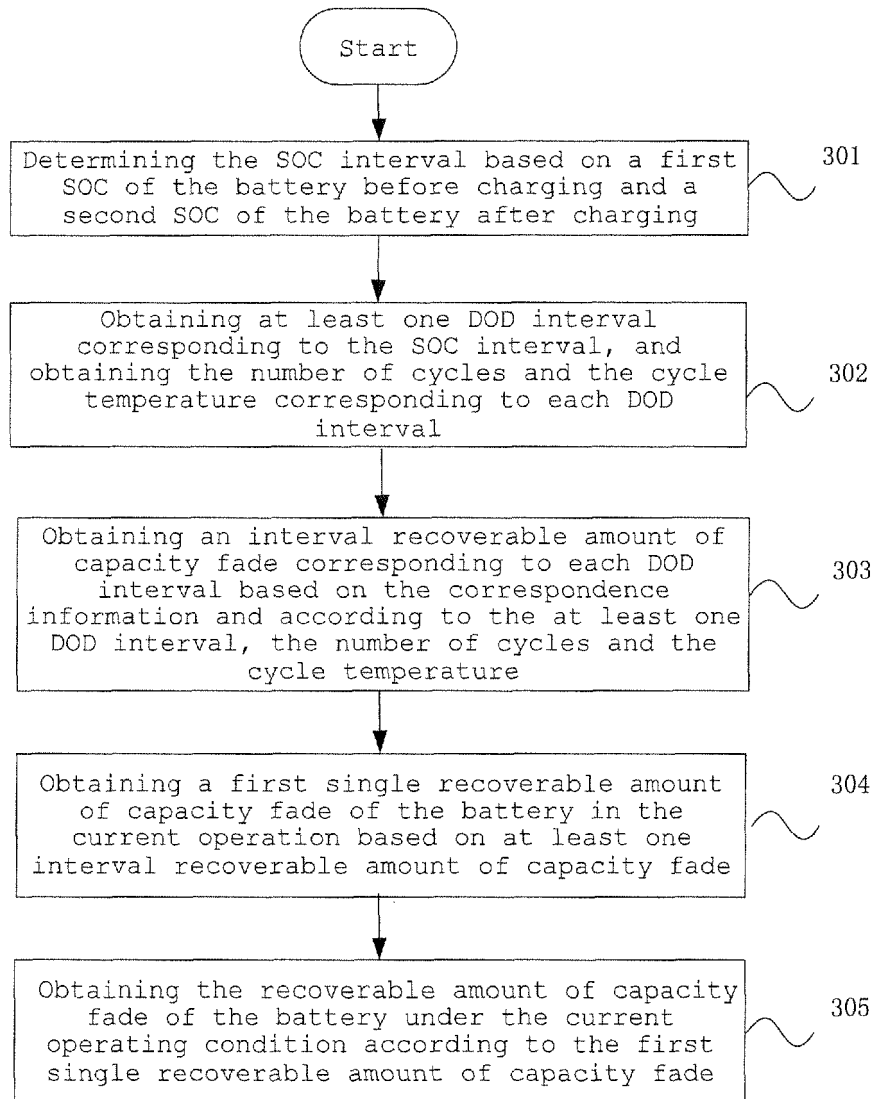 Start
Determining the SOC interval based on a first
SOC of the battery before charging and a
second SOC of the battery after charging
301
Obtaining at least one DOD interval
corresponding to the SOC interval, and
obtaining the number of cycles and the cycle
temperature corresponding to each DOD
interval
302
Obtaining an interval recoverable amount of
capacity fade corresponding to each DOD
interval based on the correspondence
information and according to the at least one
DOD interval, the number of cycles and the
cycle temperature
303
Obtaining a first single recoverable amount
of capacity fade of the battery in the
current operation based on at least one
interval recoverable amount of capacity fade
304
Obtaining the recoverable amount of capacity
fade of the battery under the current
operating condition according to the first
single recoverable amount of capacity fade
305